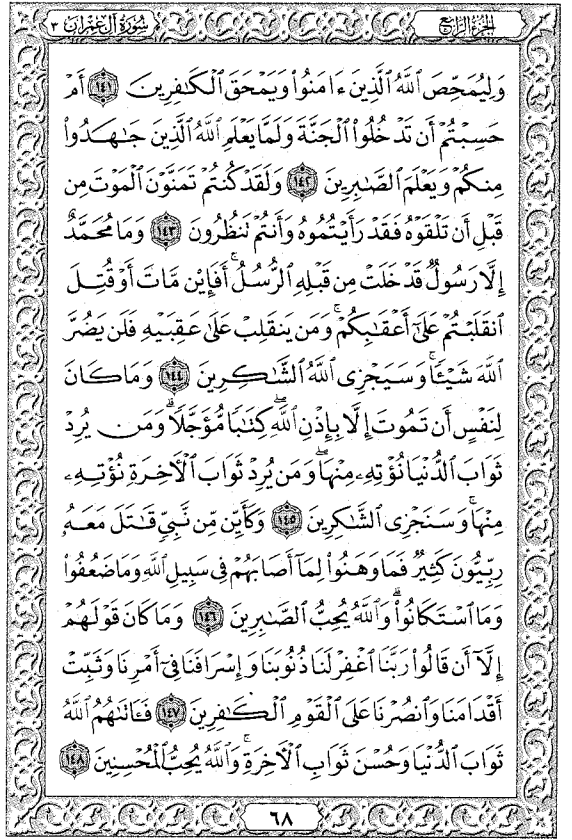 الجزء الرابع سورة آل عمران ٣
وَلِيُمَحِّصَ ٱللَّهُ ٱلَّذِينَ ءَامَنُوا۟ وَيَمْحَقَ ٱلْكَـٰفِرِينَ ١٤١ أَمْ
حَسِبْتُمْ أَن تَدْخُلُوا۟ ٱلْجَنَّةَ وَلَمَّا يَعْلَمِ ٱللَّهُ ٱلَّذِينَ جَـٰهَدُوا۟
مِنكُمْ وَيَعْلَمَ ٱلصَّـٰبِرِينَ ١٤٢ وَلَقَدْ كُنتُمْ تَمَنَّوْنَ ٱلْمَوْتَ مِن
قَبْلِ أَن تَلْقَوْهُ فَقَدْ رَأَيْتُمُوهُ وَأَنتُمْ تَنظُرُونَ ١٤٣ وَمَا مُحَمَّدٌ
إِلَّا رَسُولٌ قَدْ خَلَتْ مِن قَبْلِهِ ٱلرُّسُلُ ۚ أَفَإِي۟ن مَّاتَ أَوْ قُتِلَ
ٱنقَلَبْتُمْ عَلَىٰٓ أَعْقَـٰبِكُمْ ۚ وَمَن يَنقَلِبْ عَلَىٰ عَقِبَيْهِ فَلَن يَضُرَّ
ٱللَّهَ شَيْـًٔا ۗ وَسَيَجْزِى ٱللَّهُ ٱلشَّـٰكِرِينَ ١٤٤ وَمَا كَانَ
لِنَفْسٍ أَن تَمُوتَ إِلَّا بِإِذْنِ ٱللَّهِ كِتَـٰبًا مُّؤَجَّلًا ۗ وَمَن يُرِدْ
ثَوَابَ ٱلدُّنْيَا نُؤْتِهِۦ مِنْهَا وَمَن يُرِدْ ثَوَابَ ٱلْـَٔاخِرَةِ نُؤْتِهِۦ
مِنْهَا ۚ وَسَنَجْزِى ٱلشَّـٰكِرِينَ ١٤٥ وَكَأَيِّن مِّن نَّبِىٍّ قَـٰتَلَ مَعَهُۥ
رِبِّيُّونَ كَثِيرٌ فَمَا وَهَنُوا۟ لِمَآ أَصَابَهُمْ فِى سَبِيلِ ٱللَّهِ وَمَا ضَعُفُوا۟
وَمَا ٱسْتَكَانُوا۟ ۗ وَٱللَّهُ يُحِبُّ ٱلصَّـٰبِرِينَ ١٤٦ وَمَا كَانَ قَوْلَهُمْ
إِلَّآ أَن قَالُوا۟ رَبَّنَا ٱغْفِرْ لَنَا ذُنُوبَنَا وَإِسْرَافَنَا فِىٓ أَمْرِنَا وَثَبِّتْ
أَقْدَامَنَا وَٱنصُرْنَا عَلَى ٱلْقَوْمِ ٱلْكَـٰفِرِينَ ١٤٧ فَـَٔاتَىٰهُمُ ٱللَّهُ
ثَوَابَ ٱلدُّنْيَا وَحُسْنَ ثَوَابِ ٱلْـَٔاخِرَةِ ۗ وَٱللَّهُ يُحِبُّ ٱلْمُحْسِنِينَ ١٤٨
٦٨